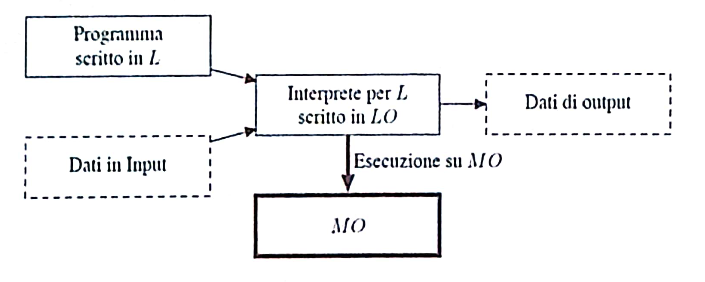 Programma
scritto in L
Interprete per L
scritto in LO
Dati di output
Dati in Input
Esecuzione su MO
MO